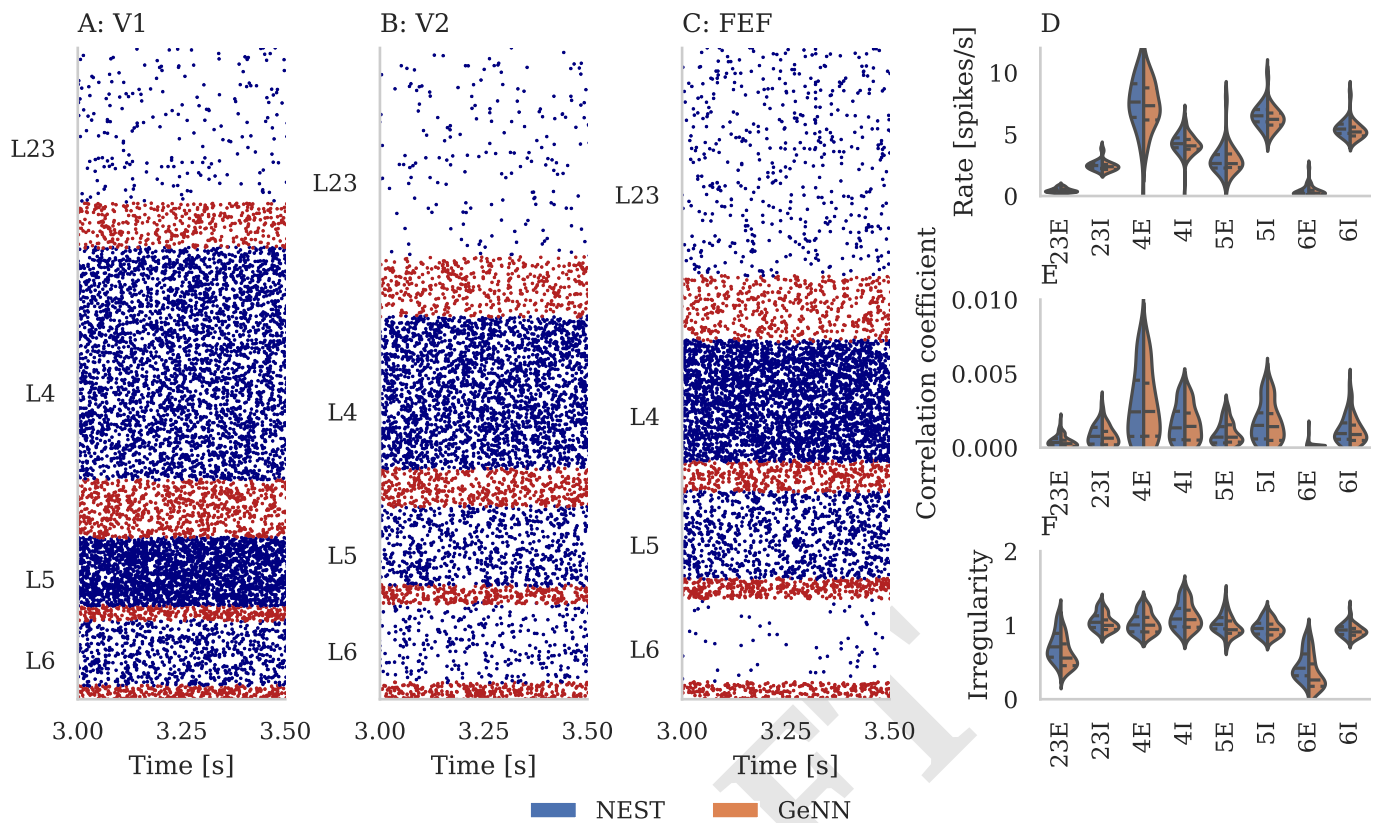 A: V1
L23
L4
L5
L6
3.00 3.25 3.50
Time [s]
B: V2
L23
L4
L5
L6
3.00 3.25 3.50
Time [s]
C: FEF
L23
L4
L5
L6
3.00 3.25 3.50
Time [s]
D
Rate [spikes/s]
10
5
0
23E 23I 4E 4I 5E 5I 6E 6I
E
Correlation coefficient
0.010
0.005
0.000
23E 23I 4E 4I 5E 5I 6E 6I
F
Irregularity
2
1
0
23E 23I 4E 4I 5E 5I 6E 6I
NEST GeNN